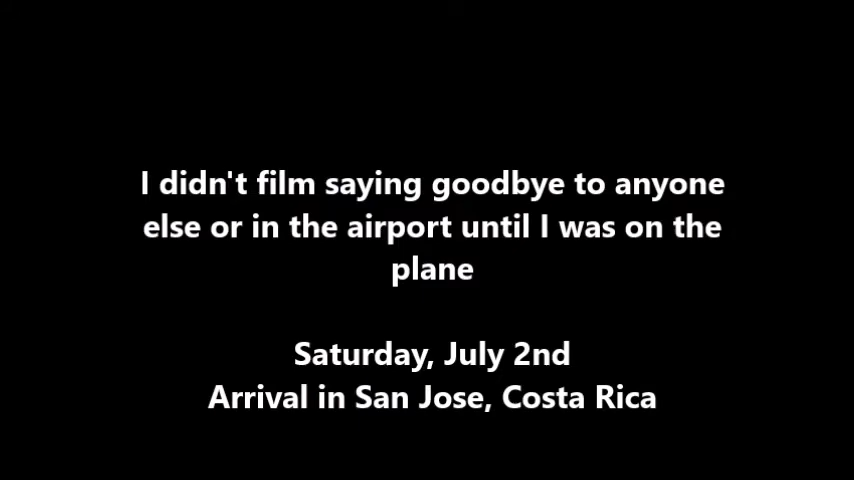 I didn't film saying goodbye to anyone
else or in the airport until I was on the
plane
Saturday, July 2nd
Arrival in San Jose, Costa Rica